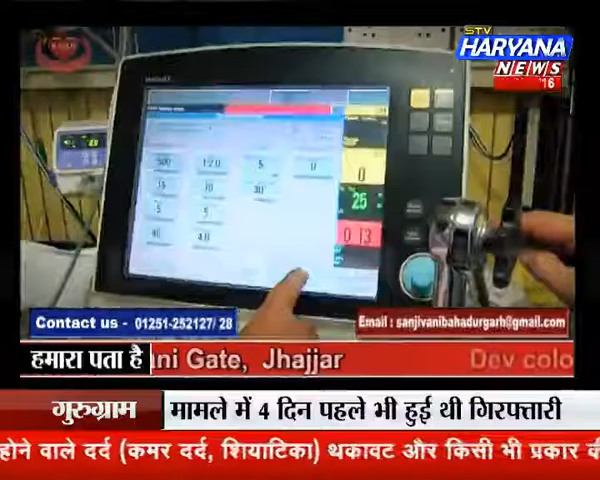 STV
HARYANA
NEWS
16
500 120 5 0
15 10 30
5 5
40 40
0
25
0 13
Contact us - 01251-252127/ 28
Email : sanjivanibahadurgarh@gmail.com
हमारा पता है
ni Gate, Jhajjar
Dev colo
गुरुग्राम
मामले में 4 दिन पहले भी हुई थी गिरफ्तारी
होने वाले दर्द (कमर दर्द, शियाटिका) थकावट और किसी भी प्रकार की